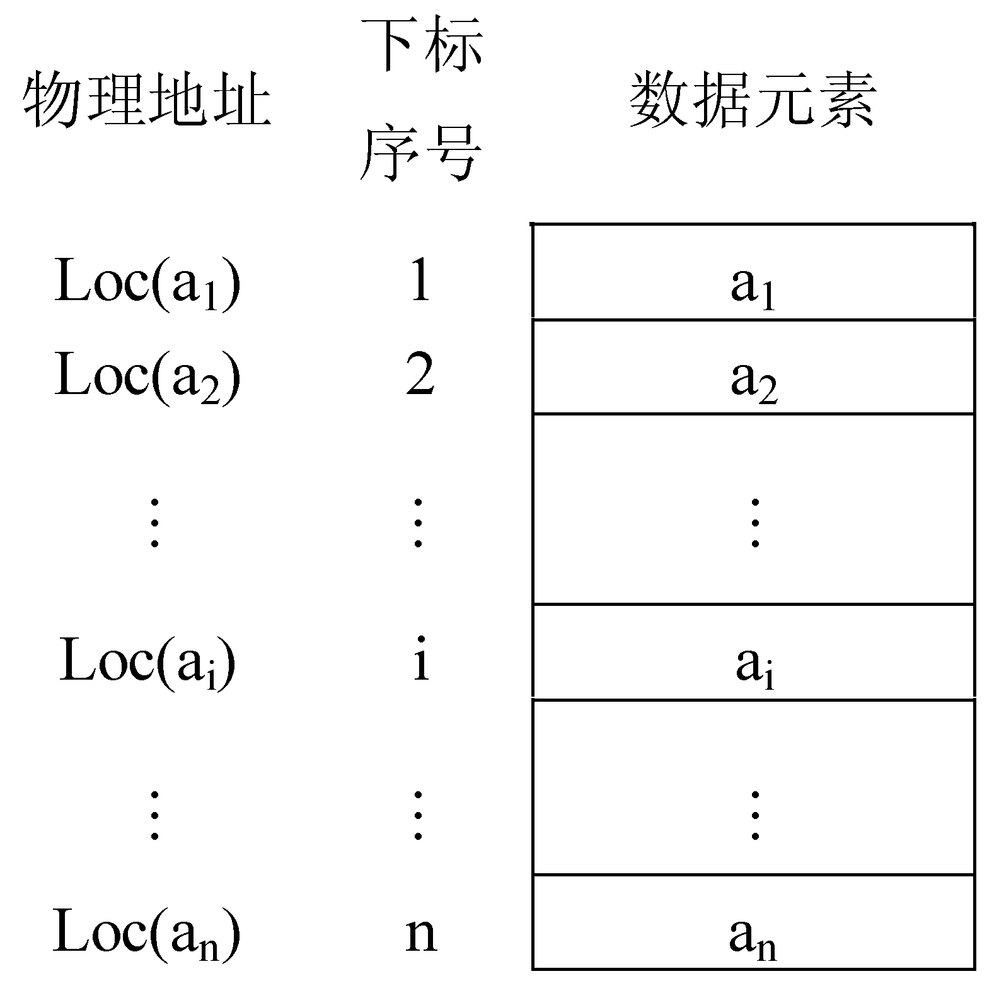 物理地址 下标序号 数据元素
Loc(a₁) 1 a₁
Loc(a₂) 2 a₂
⋮ ⋮ ⋮
Loc(aᵢ) i aᵢ
⋮ ⋮ ⋮
Loc(aₙ) n aₙ